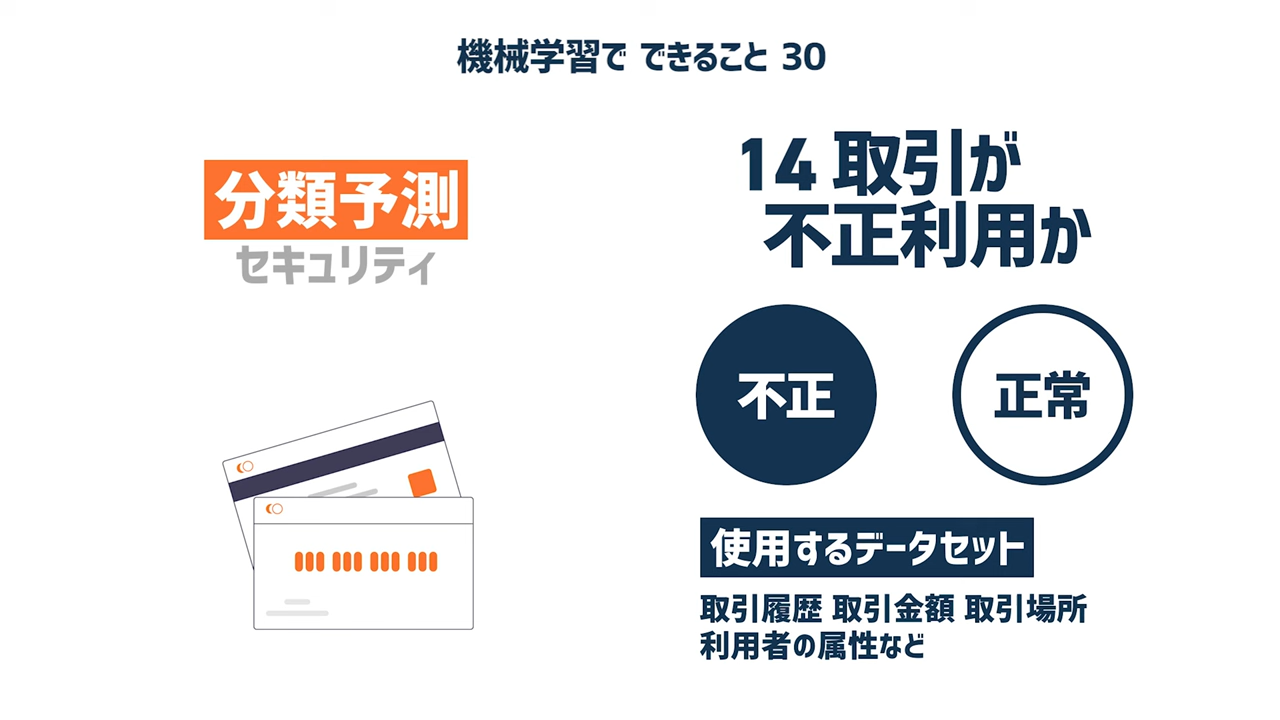 機械学習で できること 30
分類予測
セキュリティ
14 取引が
不正利用か
不正
正常
使用するデータセット
取引履歴 取引金額 取引場所
利用者の属性など